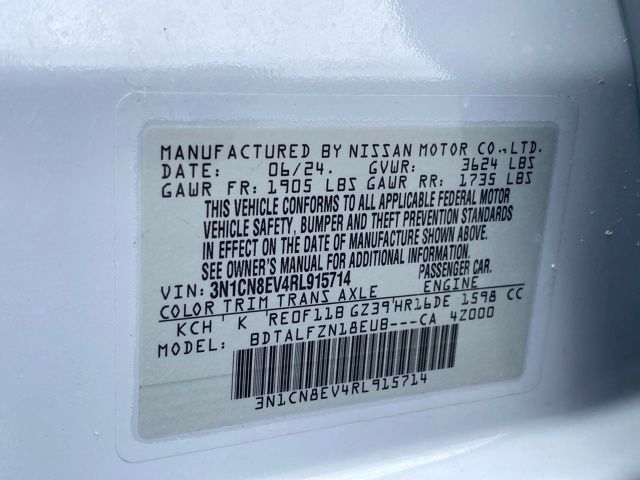 MANUFACTURED BY NISSAN MOTOR CO.,LTD.
DATE: 06/24. GVWR: 3624 LBS
GAWR FR: 1905 LBS GAWR RR: 1735 LBS
THIS VEHICLE CONFORMS TO ALL APPLICABLE FEDERAL MOTOR
VEHICLE SAFETY, BUMPER AND THEFT PREVENTION STANDARDS
IN EFFECT ON THE DATE OF MANUFACTURE SHOWN ABOVE.
SEE OWNER'S MANUAL FOR ADDITIONAL INFORMATION.
VIN: 3N1CN8EV4RL915714 PASSENGER CAR.
COLOR TRIM TRANS AXLE ENGINE
KCH K RE0F11B GZ39 HR16DE 1598 CC
MODEL: BDTALFZN18EUB---CA 4Z000
3N1CN8EV4RL915714